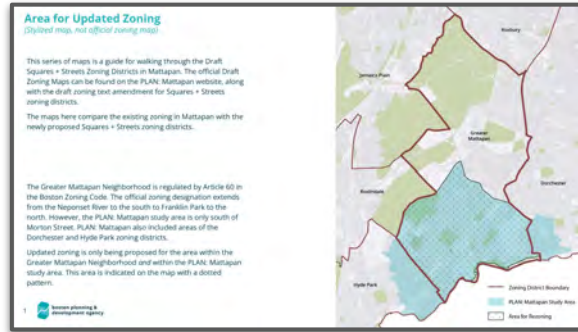 Area for Updated Zoning
(Stylized map, not official zoning map)
This series of maps is a guide for walking through the Draft
Squares + Streets Zoning Districts in Mattapan. The official Draft
Zoning Maps can be found on the PLAN: Mattapan website, along
with the draft zoning text amendment for Squares + Streets
zoning districts.
The maps here compare the existing zoning in Mattapan with the
newly proposed Squares + Streets zoning districts.
The Greater Mattapan Neighborhood is regulated by Article 60 in
the Boston Zoning Code. The official zoning designation extends
from the Neponset River to the south to Franklin Park to the
north. However, the PLAN: Mattapan study area is only south of
Morton Street. PLAN: Mattapan also included areas of the
Dorchester and Hyde Park zoning districts.
Updated zoning is only being proposed for the area within the
Greater Mattapan Neighborhood and within the PLAN: Mattapan
study area. This area is indicated on the map with a dotted
pattern.
1
boston planning &
development agency
Roxbury
Jamaica Plain
Greater
Mattapan
Dorchester
Roslindale
Hyde Park
Zoning District Boundary
PLAN: Mattapan Study Area
Area for Rezoning